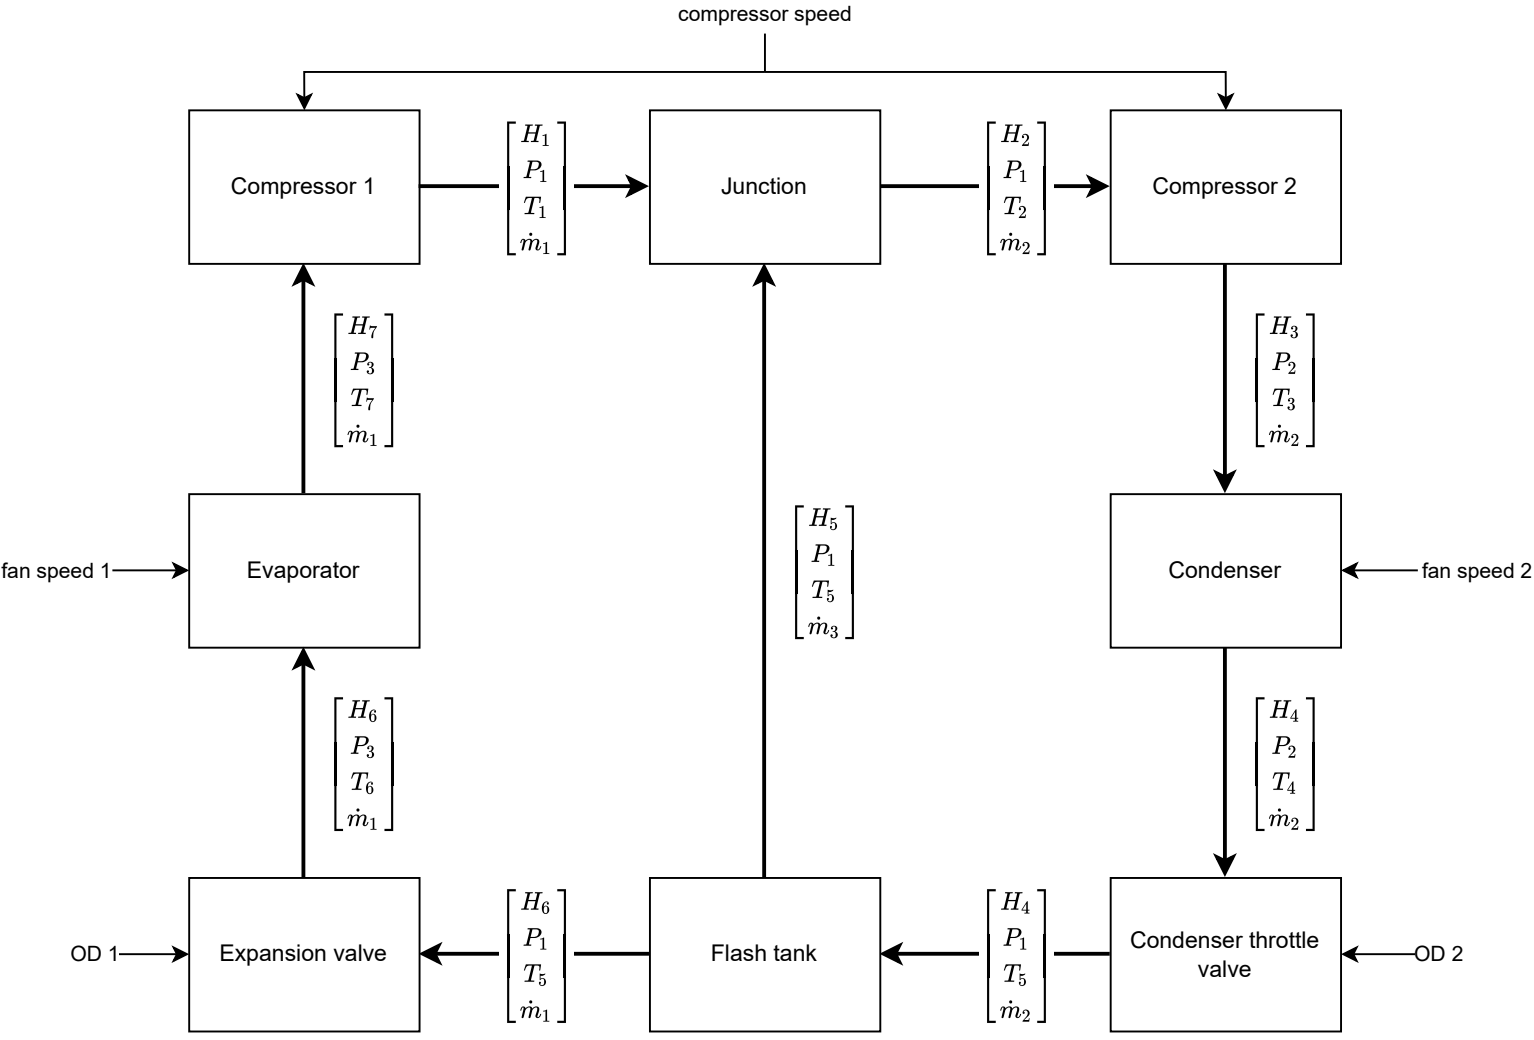 compressor speed
Compressor 1
H₁
P₁
T₁
ṁ₁
Junction
H₂
P₁
T₂
ṁ₂
Compressor 2
H₇
P₃
T₇
ṁ₁
H₃
P₂
T₃
ṁ₂
fan speed 1
Evaporator
H₅
P₁
T₅
ṁ₃
Condenser
fan speed 2
H₆
P₃
T₆
ṁ₁
H₄
P₂
T₄
ṁ₂
OD 1
Expansion valve
H₆
P₁
T₅
ṁ₁
Flash tank
H₄
P₁
T₅
ṁ₂
Condenser throttle
valve
OD 2